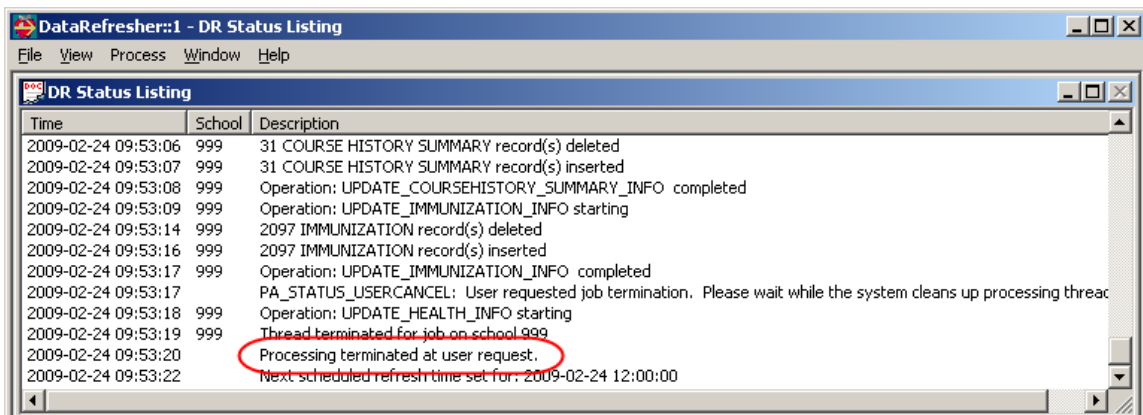 DataRefresher::1 - DR Status Listing
File View Process Window Help
DOC
DR Status Listing
Time School Description
2009-02-24 09:53:06 999 31 COURSE HISTORY SUMMARY record(s) deleted
2009-02-24 09:53:07 999 31 COURSE HISTORY SUMMARY record(s) inserted
2009-02-24 09:53:08 999 Operation: UPDATE_COURSEHISTORY_SUMMARY_INFO completed
2009-02-24 09:53:09 999 Operation: UPDATE_IMMUNIZATION_INFO starting
2009-02-24 09:53:14 999 2097 IMMUNIZATION record(s) deleted
2009-02-24 09:53:16 999 2097 IMMUNIZATION record(s) inserted
2009-02-24 09:53:17 999 Operation: UPDATE_IMMUNIZATION_INFO completed
2009-02-24 09:53:17 PA_STATUS_USERCANCEL: User requested job termination. Please wait while the system cleans up processing threac
2009-02-24 09:53:18 999 Operation: UPDATE_HEALTH_INFO starting
2009-02-24 09:53:19 999 Thread terminated for job on school 999
2009-02-24 09:53:20 Processing terminated at user request.
2009-02-24 09:53:22 Next scheduled refresh time set for: 2009-02-24 12:00:00